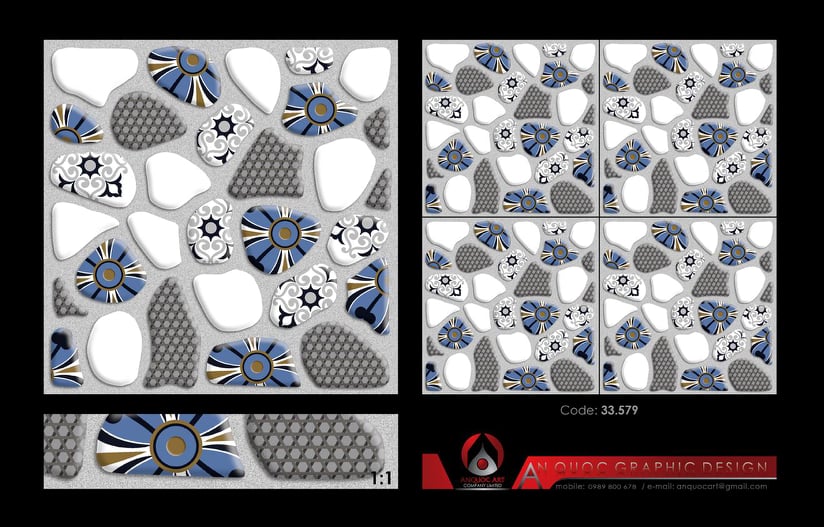 Code: 33.579
1:1
ANQUOC ART
COMPANY LIMITED
AN QUOC GRAPHIC DESIGN
mobile: 0989 800 678 / e-mail: anquocart@gmail.com